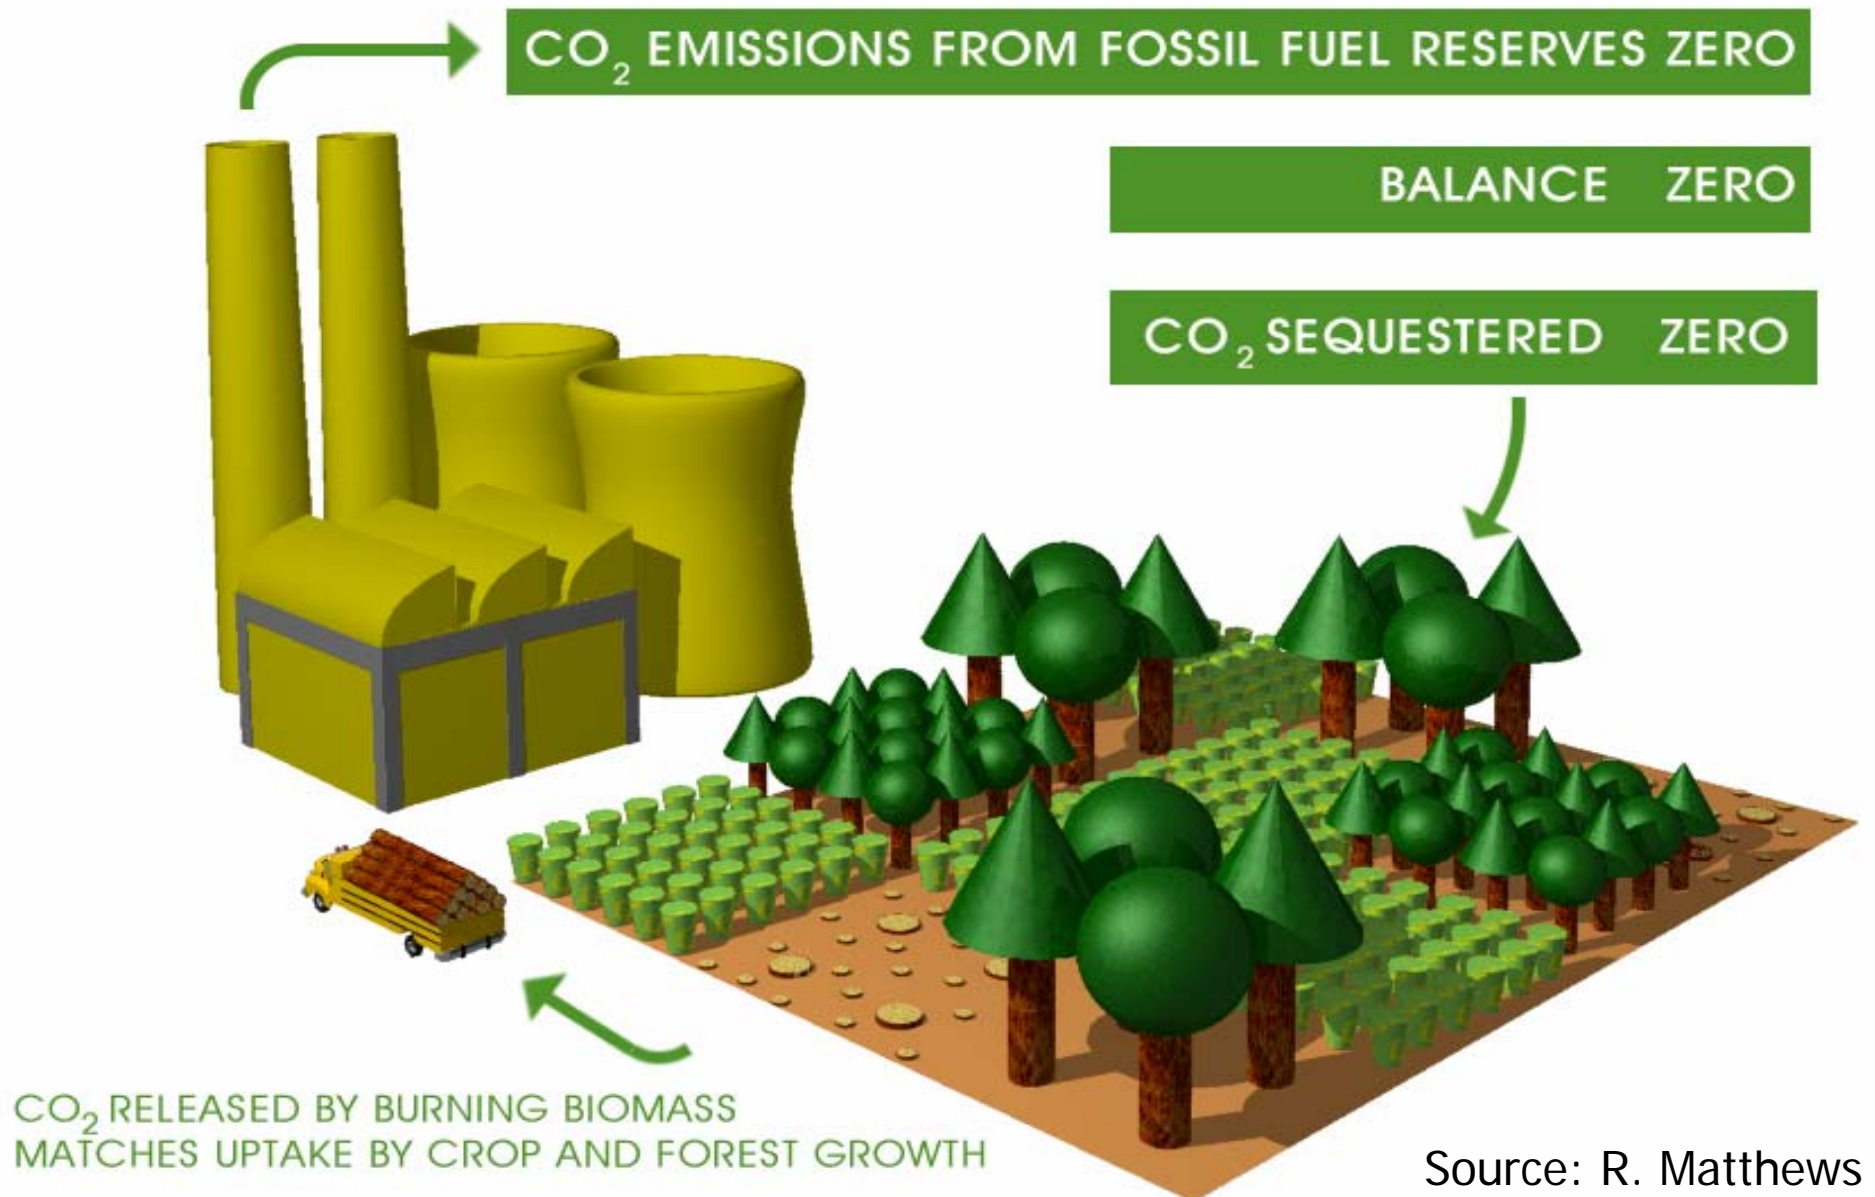 CO₂ EMISSIONS FROM FOSSIL FUEL RESERVES ZERO
BALANCE ZERO
CO₂ SEQUESTERED ZERO
CO₂ RELEASED BY BURNING BIOMASS
MATCHES UPTAKE BY CROP AND FOREST GROWTH
Source: R. Matthews